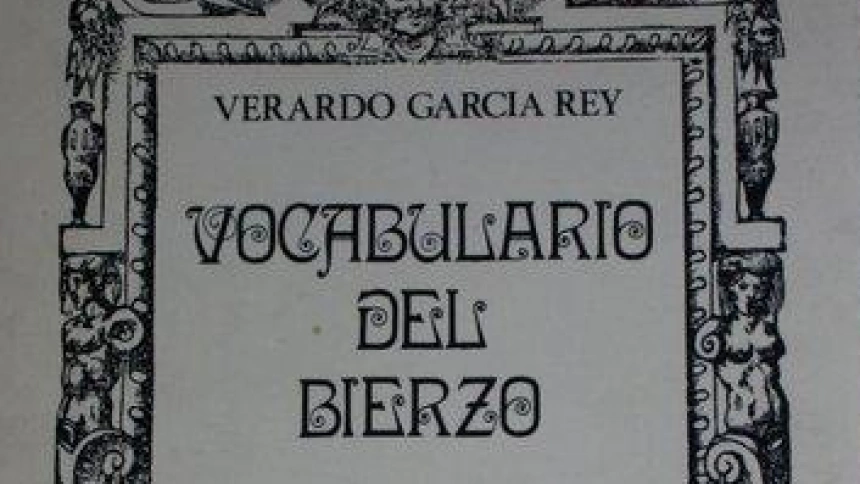 VERARDO GARCIA REY
VOCABULARIO
DEL
BIERZO